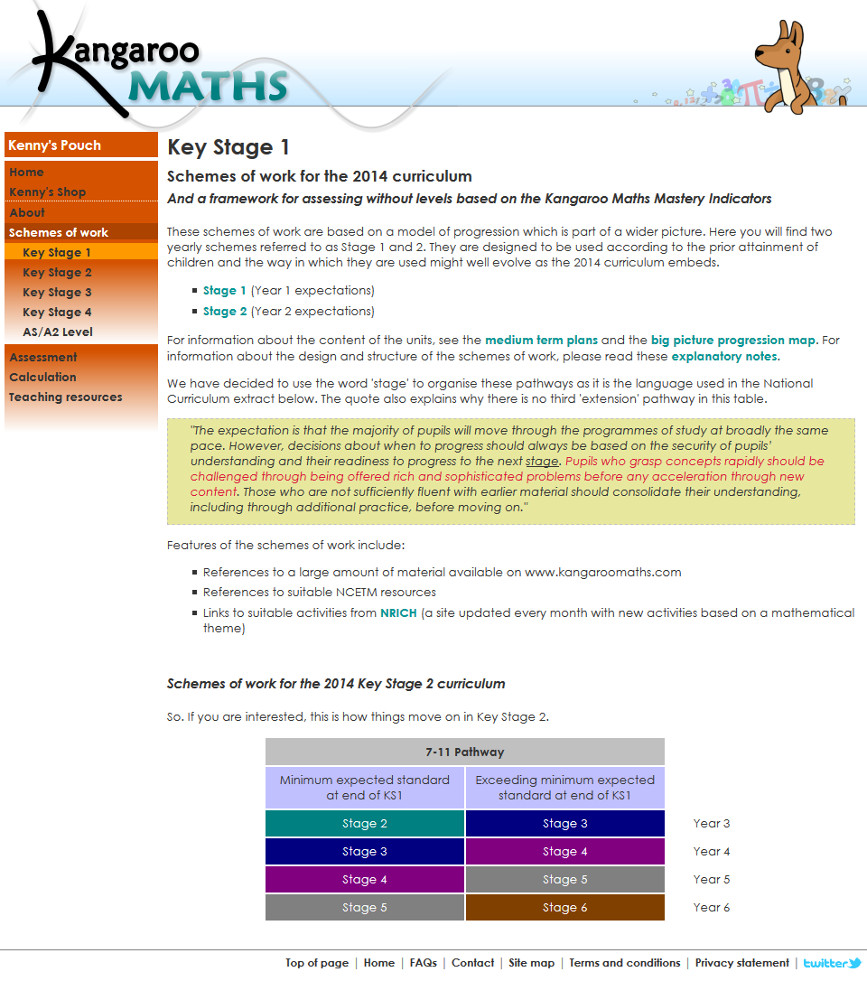 Kangaroo
MATHS
Kenny's Pouch
Home
Kenny's Shop
About
Schemes of work
Key Stage 1
Key Stage 2
Key Stage 3
Key Stage 4
AS/A2 Level
Assessment
Calculation
Teaching resources
Key Stage 1
Schemes of work for the 2014 curriculum
And a framework for assessing without levels based on the Kangaroo Maths Mastery Indicators
These schemes of work are based on a model of progression which is part of a wider picture. Here you will find two
yearly schemes referred to as Stage 1 and 2. They are designed to be used according to the prior attainment of
children and the way in which they are used might well evolve as the 2014 curriculum embeds.
Stage 1 (Year 1 expectations)
Stage 2 (Year 2 expectations)
For information about the content of the units, see the medium term plans and the big picture progression map. For
information about the design and structure of the schemes of work, please read these explanatory notes.
We have decided to use the word 'stage' to organise these pathways as it is the language used in the National
Curriculum extract below. The quote also explains why there is no third 'extension' pathway in this table.
"The expectation is that the majority of pupils will move through the programmes of study at broadly the same
pace. However, decisions about when to progress should always be based on the security of pupils'
understanding and their readiness to progress to the next stage. Pupils who grasp concepts rapidly should be
challenged through being offered rich and sophisticated problems before any acceleration through new
content. Those who are not sufficiently fluent with earlier material should consolidate their understanding,
including through additional practice, before moving on."
Features of the schemes of work include:
References to a large amount of material available on www.kangaroomaths.com
References to suitable NCETM resources
Links to suitable activities from NRICH (a site updated every month with new activities based on a mathematical
theme)
Schemes of work for the 2014 Key Stage 2 curriculum
So. If you are interested, this is how things move on in Key Stage 2.
7-11 Pathway
Minimum expected standard
at end of KS1
Exceeding minimum expected
standard at end of KS1
Stage 2 Stage 3 Year 3
Stage 3 Stage 4 Year 4
Stage 4 Stage 5 Year 5
Stage 5 Stage 6 Year 6
Top of page | Home | FAQs | Contact | Site map | Terms and conditions | Privacy statement | twitter